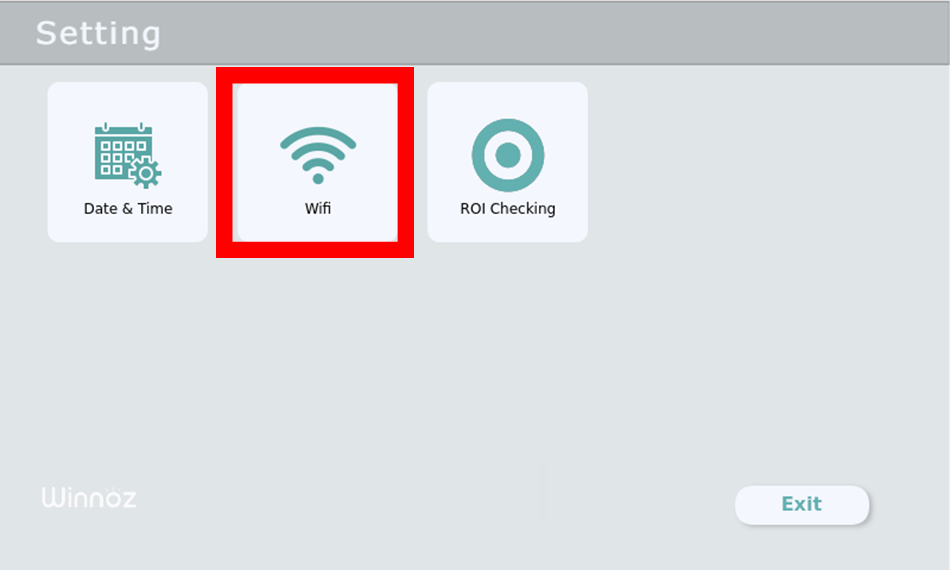 Setting
Date & Time
Wifi
ROI Checking
Winnoz
Exit